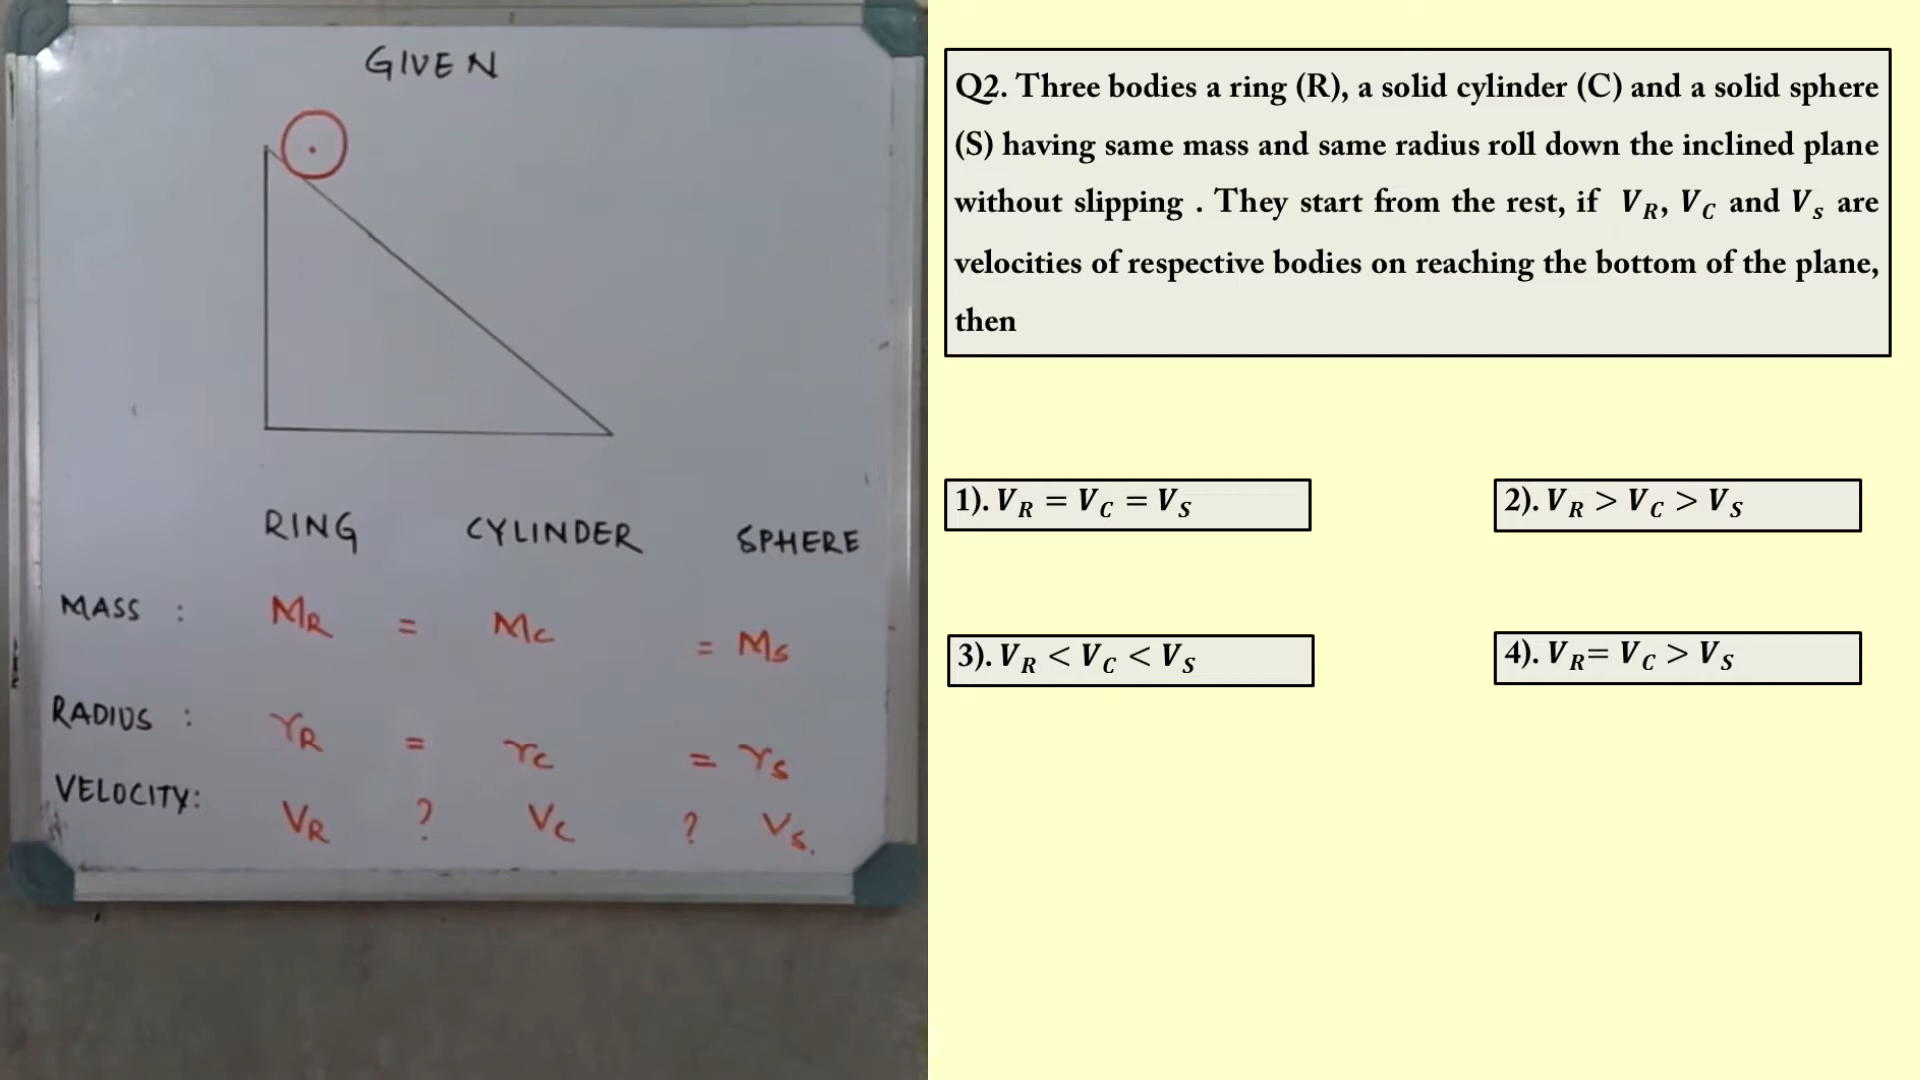 GIVEN
RING CYLINDER SPHERE
MASS : MR = MC = MS
RADIUS : rR = rC = rS
VELOCITY: VR ? VC ? VS.
Q2. Three bodies a ring (R), a solid cylinder (C) and a solid sphere
(S) having same mass and same radius roll down the inclined plane
without slipping . They start from the rest, if VR, VC and Vs are
velocities of respective bodies on reaching the bottom of the plane,
then
1). VR = VC = VS
2). VR > VC > VS
3). VR < VC < VS
4). VR= VC > VS